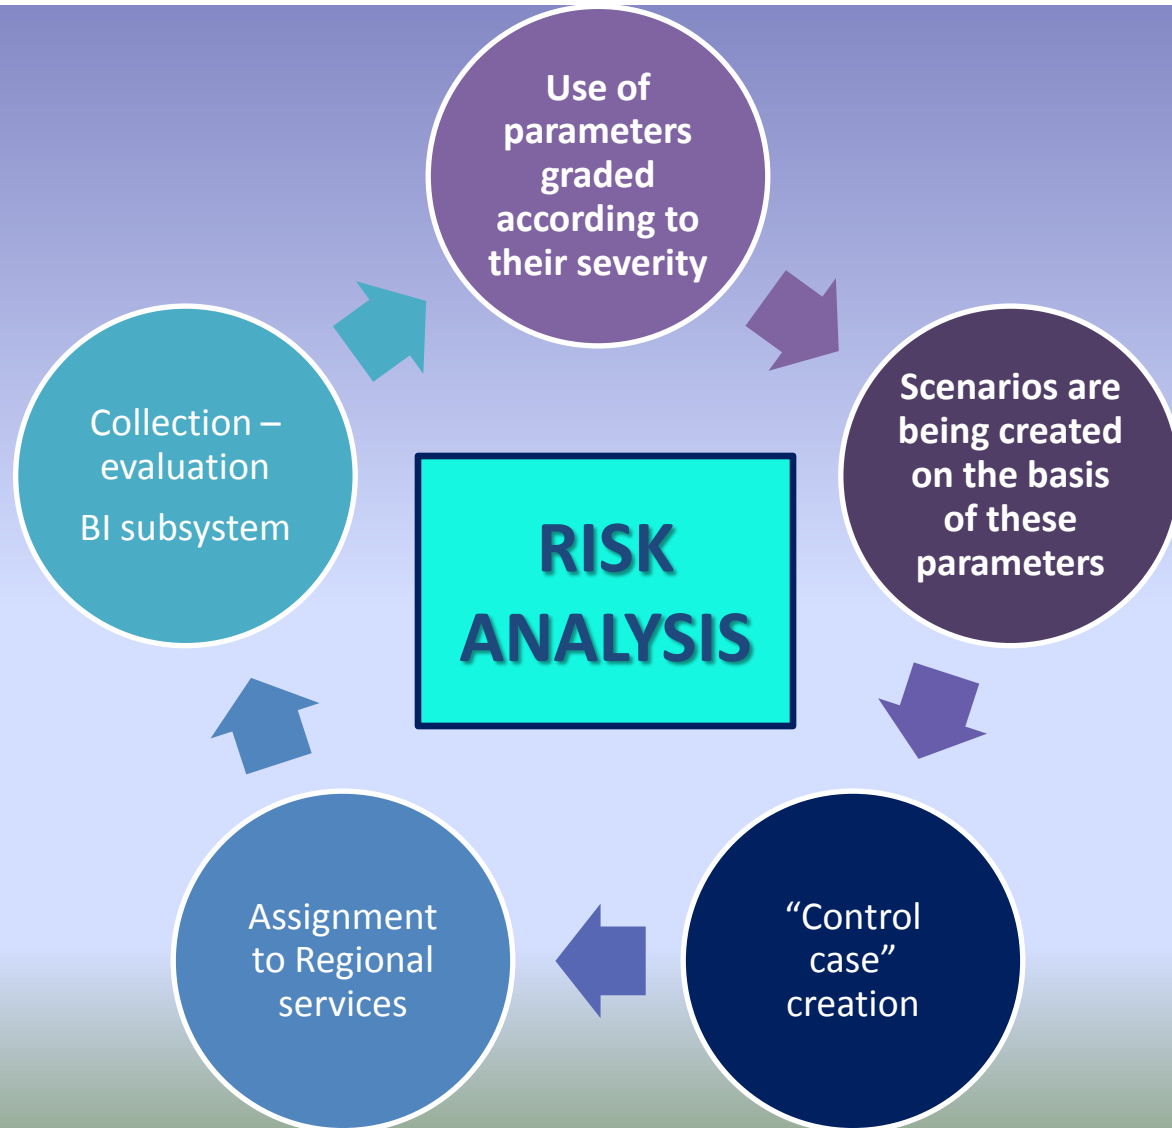 Use of
parameters
graded
according to
their severity
Scenarios are
being created
on the basis
of these
parameters
“Control
case”
creation
Assignment
to Regional
services
Collection –
evaluation
BI subsystem
RISK
ANALYSIS